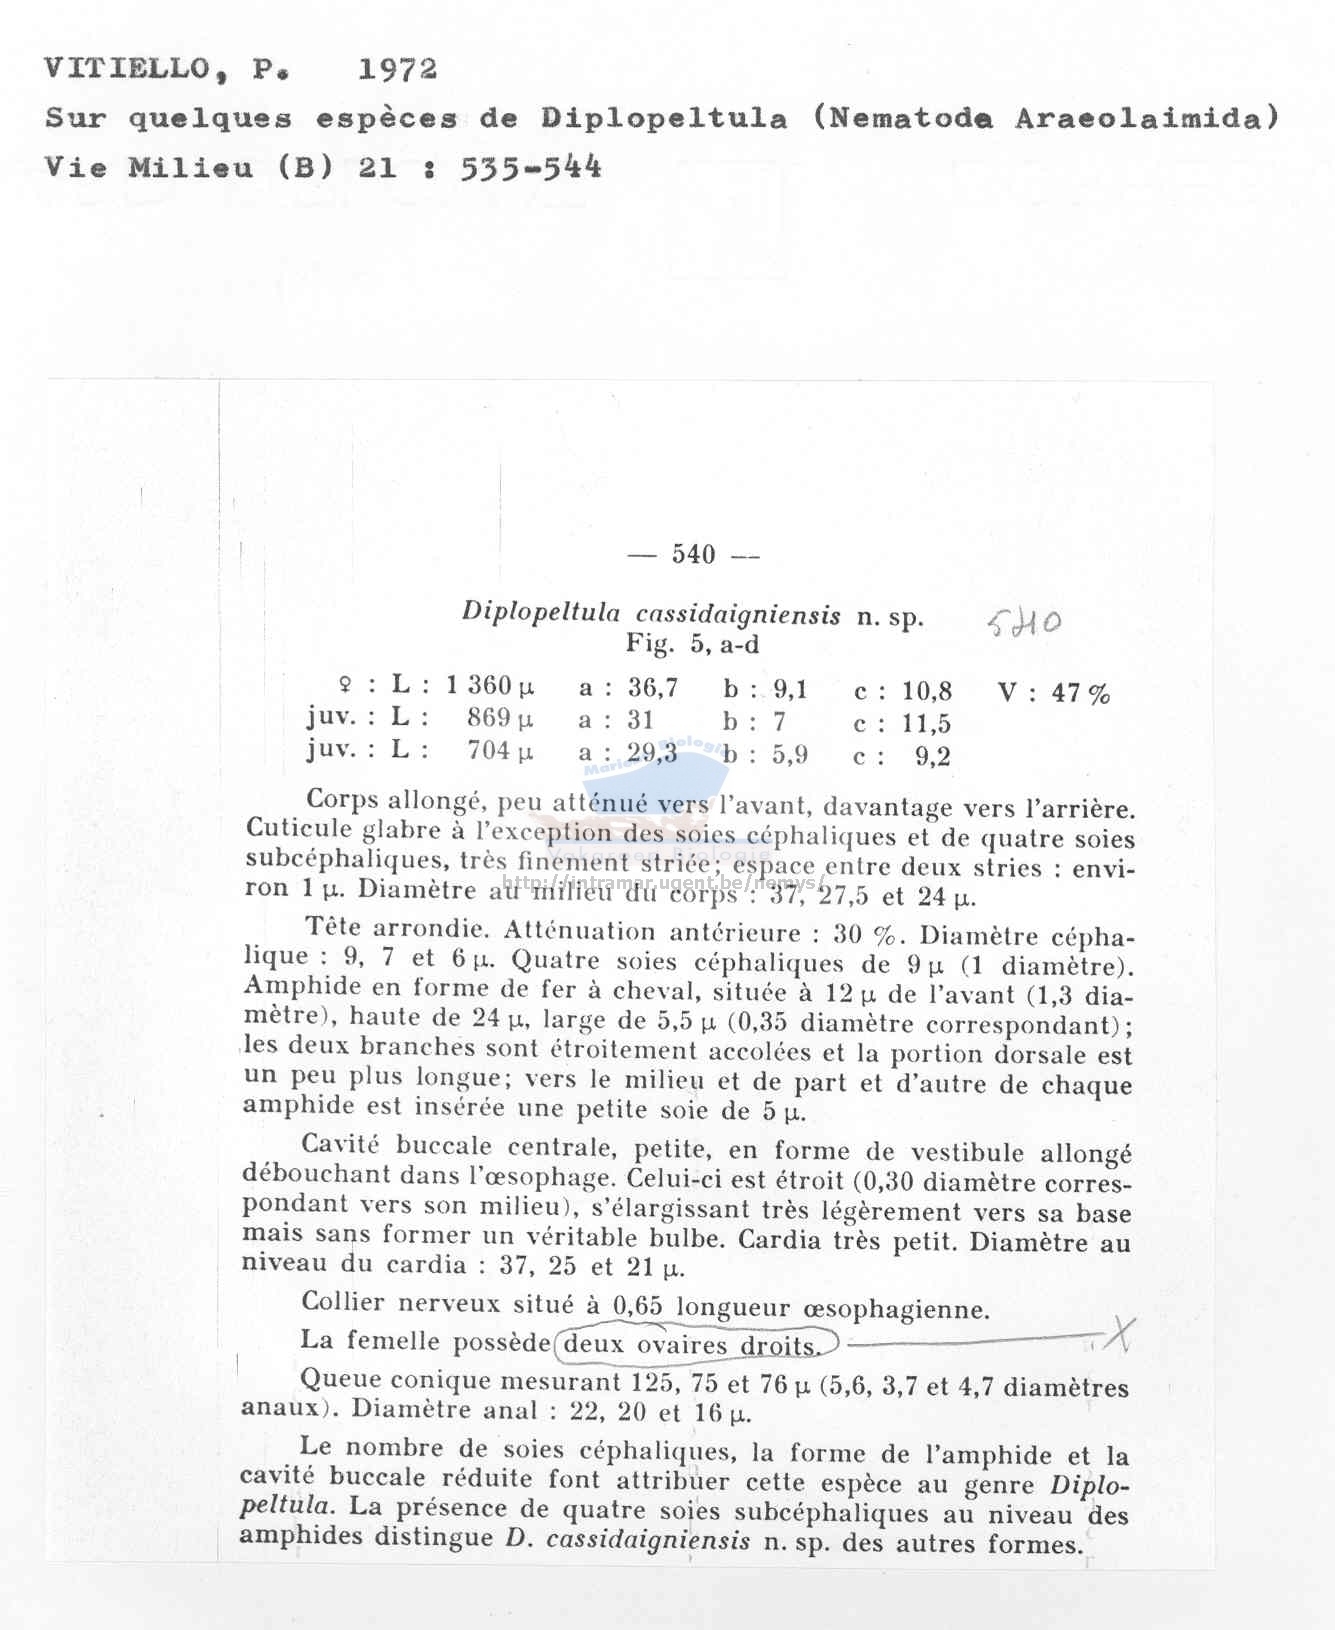 VITIELLO, P. 1972
Sur quelques espèces de Diplopeltula (Nematoda Araeolaimida)
Vie Milieu (B) 21 : 535-544
— 540 —
Diplopeltula cassidaigniensis n. sp. 5410
Fig. 5, a-d
♀ : L : 1 360 µ a : 36,7 b : 9,1 c : 10,8 V : 47 %
juv. : L : 869 µ a : 31 b : 7 c : 11,5
juv. : L : 704 µ a : 29,3 b : 5,9 c : 9,2
Mariene Biologie
Corps allongé, peu atténué vers l'avant, davantage vers l'arrière.
Cuticule glabre à l'exception des soies céphaliques et de quatre soies
subcéphaliques, très finement striée; espace entre deux stries : envi-
ron 1 µ. Diamètre au milieu du corps : 37, 27,5 et 24 µ.
http://intramar.ugent.be/nemys/
Tête arrondie. Atténuation antérieure : 30 %. Diamètre cépha-
lique : 9, 7 et 6 µ. Quatre soies céphaliques de 9 µ (1 diamètre).
Amphide en forme de fer à cheval, située à 12 µ de l'avant (1,3 dia-
mètre), haute de 24 µ, large de 5,5 µ (0,35 diamètre correspondant);
les deux branches sont étroitement accolées et la portion dorsale est
un peu plus longue; vers le milieu et de part et d'autre de chaque
amphide est insérée une petite soie de 5 µ.
Cavité buccale centrale, petite, en forme de vestibule allongé
débouchant dans l'œsophage. Celui-ci est étroit (0,30 diamètre corres-
pondant vers son milieu), s'élargissant très légèrement vers sa base
mais sans former un véritable bulbe. Cardia très petit. Diamètre au
niveau du cardia : 37, 25 et 21 µ.
Collier nerveux situé à 0,65 longueur œsophagienne.
La femelle possède deux ovaires droits. X
Queue conique mesurant 125, 75 et 76 µ (5,6, 3,7 et 4,7 diamètres
anaux). Diamètre anal : 22, 20 et 16 µ.
Le nombre de soies céphaliques, la forme de l'amphide et la
cavité buccale réduite font attribuer cette espèce au genre Diplo-
peltula. La présence de quatre soies subcéphaliques au niveau des
amphides distingue D. cassidaigniensis n. sp. des autres formes.